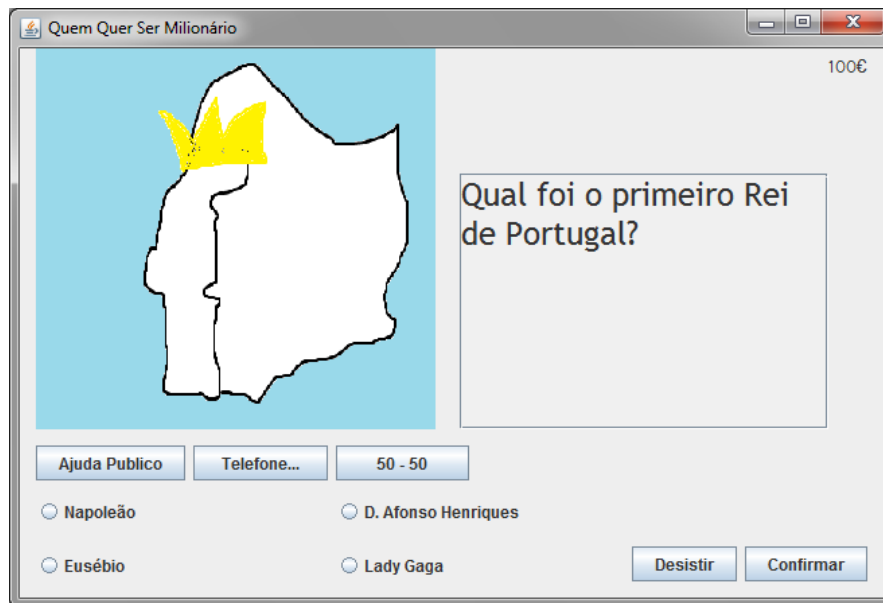 Quem Quer Ser Milionário
100€
Qual foi o primeiro Rei
de Portugal?
Ajuda Publico
Telefone...
50 - 50
Napoleão
D. Afonso Henriques
Eusébio
Lady Gaga
Desistir
Confirmar